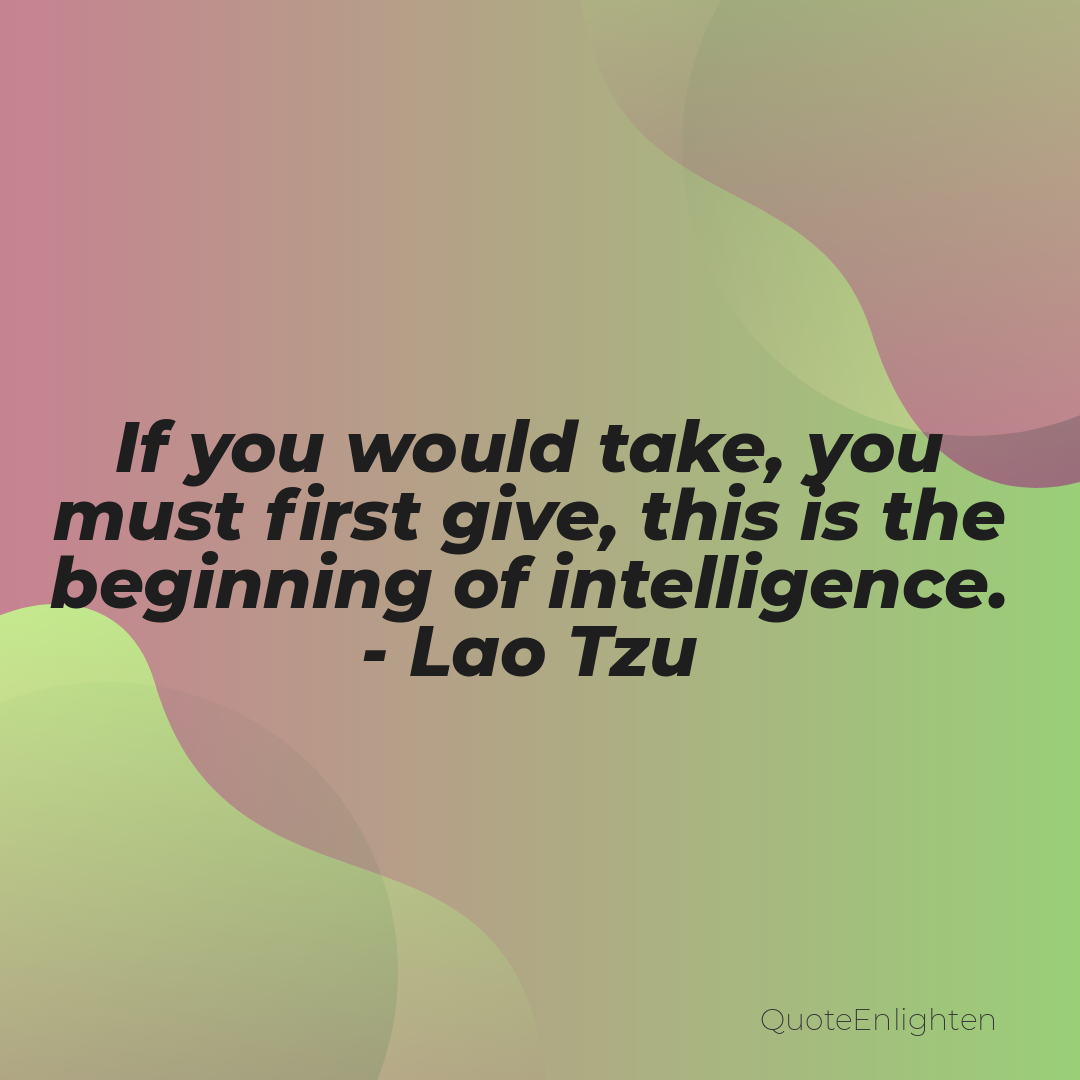 If you would take, you
must first give, this is the
beginning of intelligence.
- Lao Tzu
QuoteEnlighten